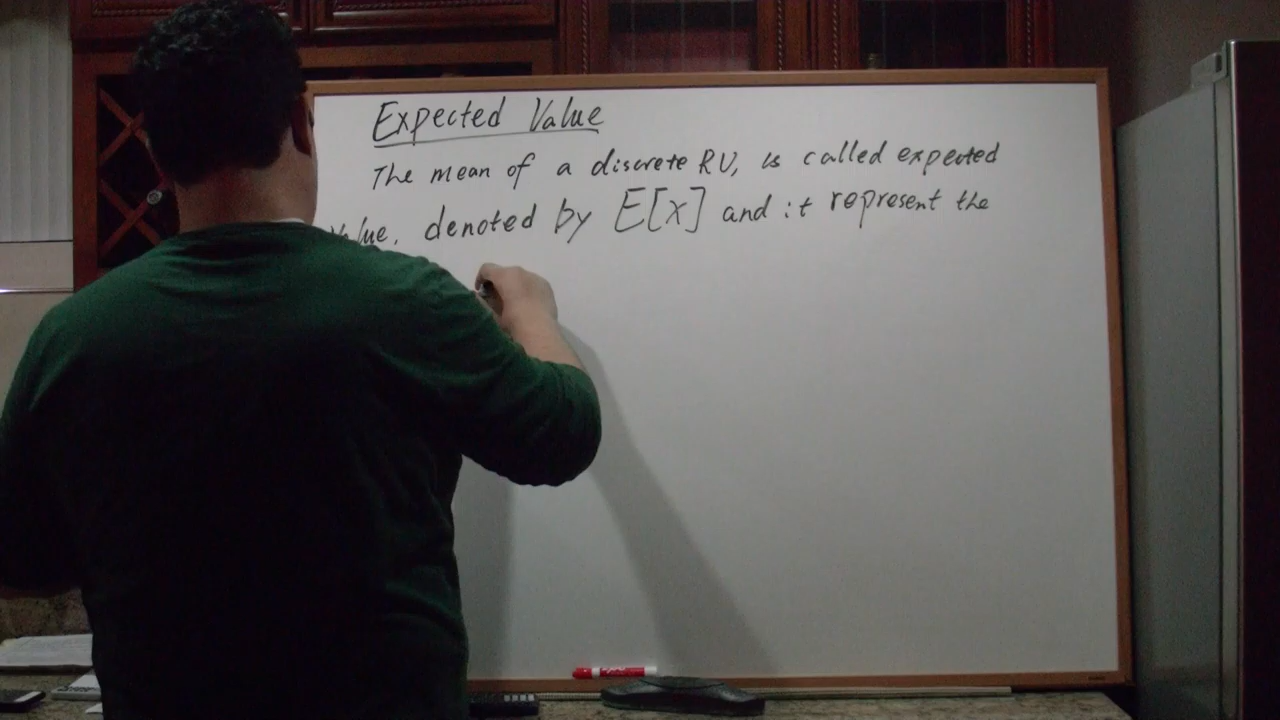 Expected Value
The mean of a discrete RV, is called expected
Value, denoted by E[X] and it represent the